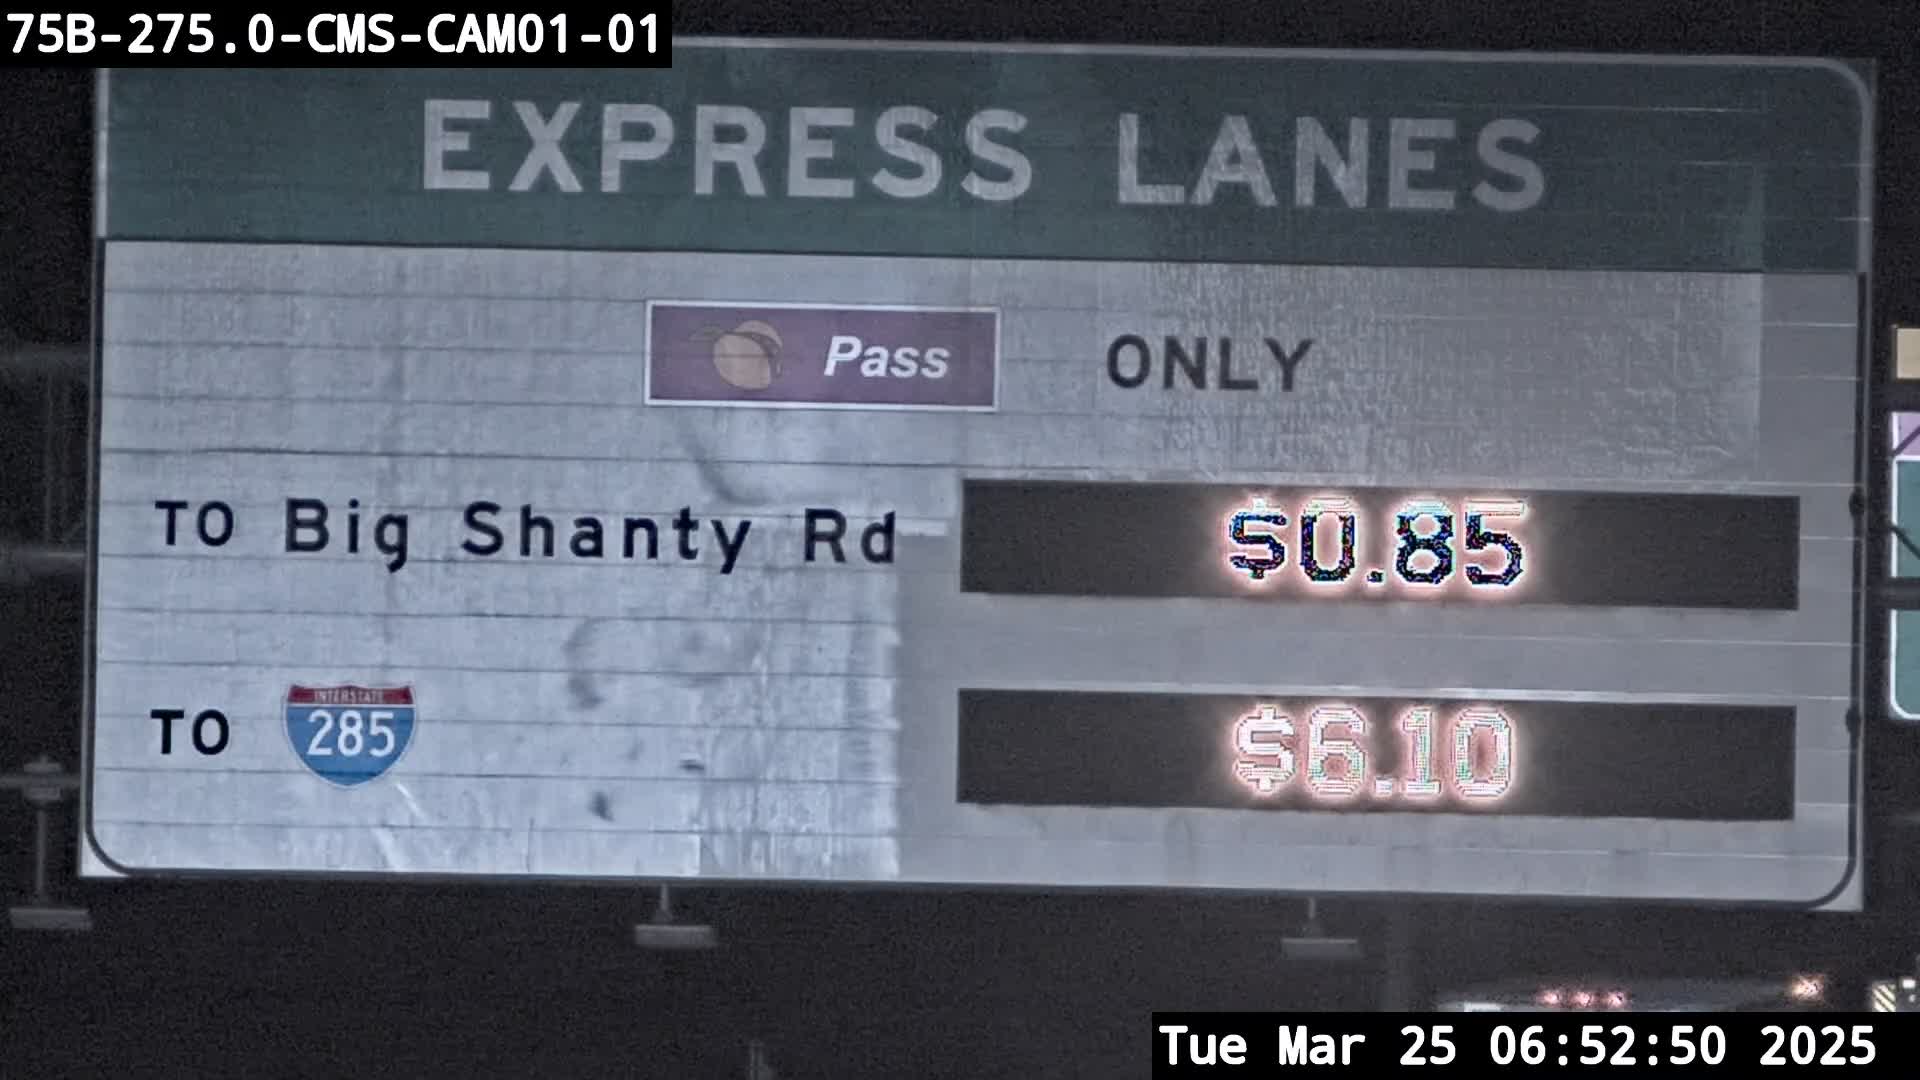 75B-275.0-CMS-CAM01-01
EXPRESS LANES
Pass ONLY
TO Big Shanty Rd $0.85
INTERSTATE
TO 285 $6.10
Tue Mar 25 06:52:50 2025